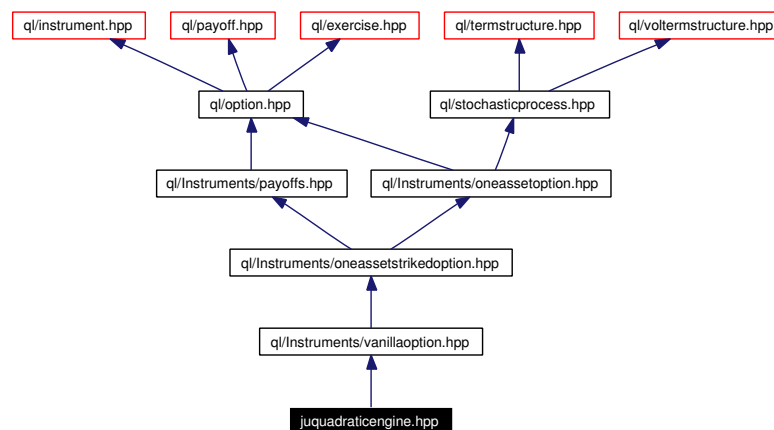 ql/instrument.hpp
ql/payoff.hpp
ql/exercise.hpp
ql/termstructure.hpp
ql/voltermstructure.hpp
ql/option.hpp
ql/stochasticprocess.hpp
ql/Instruments/payoffs.hpp
ql/Instruments/oneassetoption.hpp
ql/Instruments/oneassetstrikedoption.hpp
ql/Instruments/vanillaoption.hpp
juquadraticengine.hpp